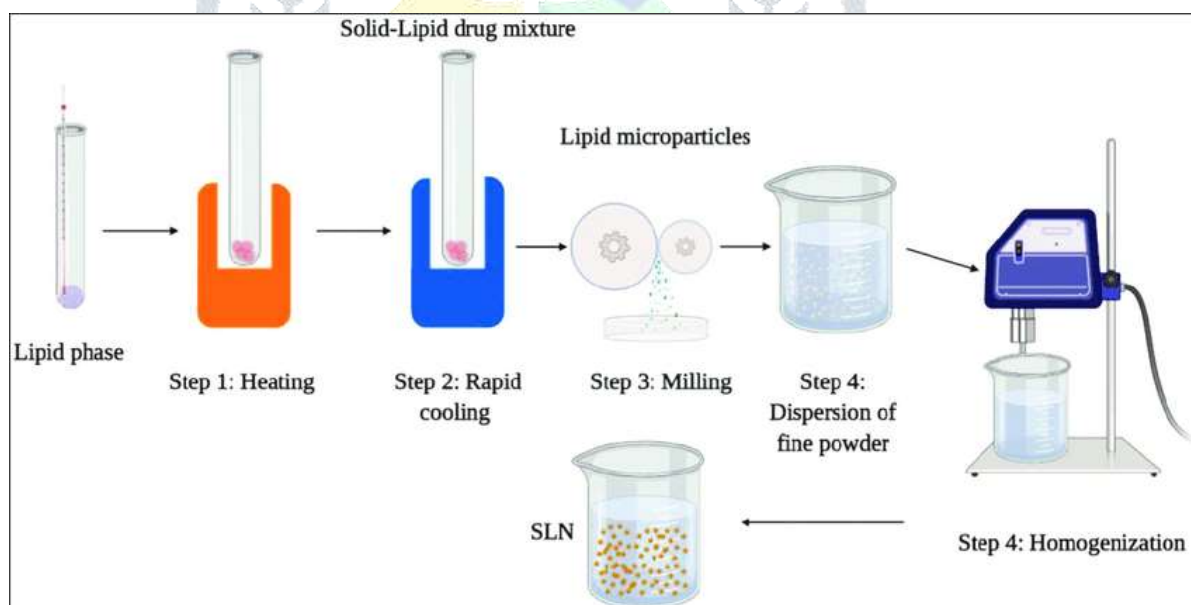 Solid-Lipid drug mixture
Lipid microparticles
Lipid phase
Step 1: Heating
Step 2: Rapid
cooling
Step 3: Milling
Step 4:
Dispersion of
fine powder
Step 4: Homogenization
SLN